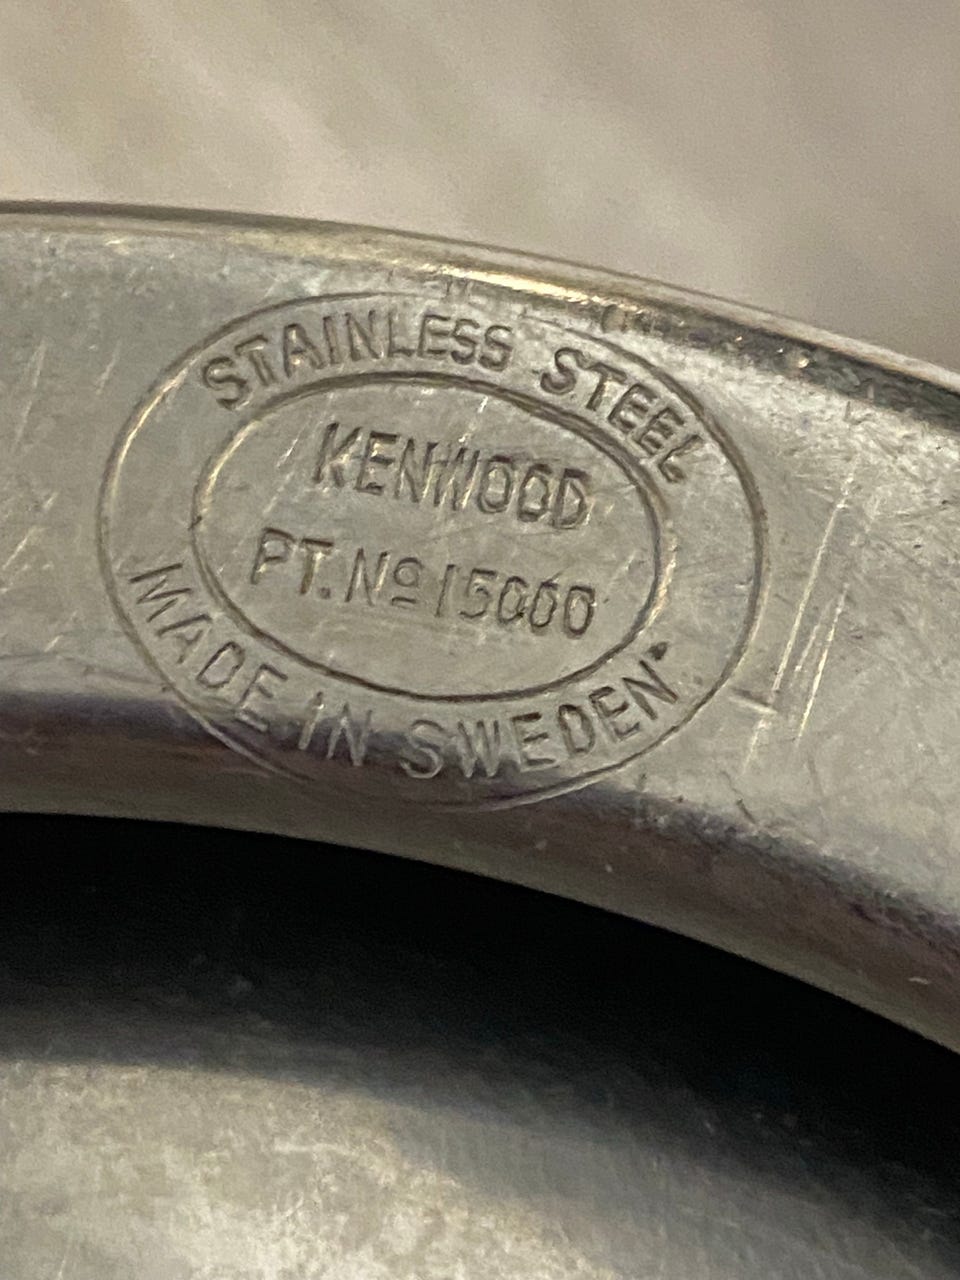 STAINLESS STEEL
KENWOOD
PT. Nº 15000
MADE IN SWEDEN